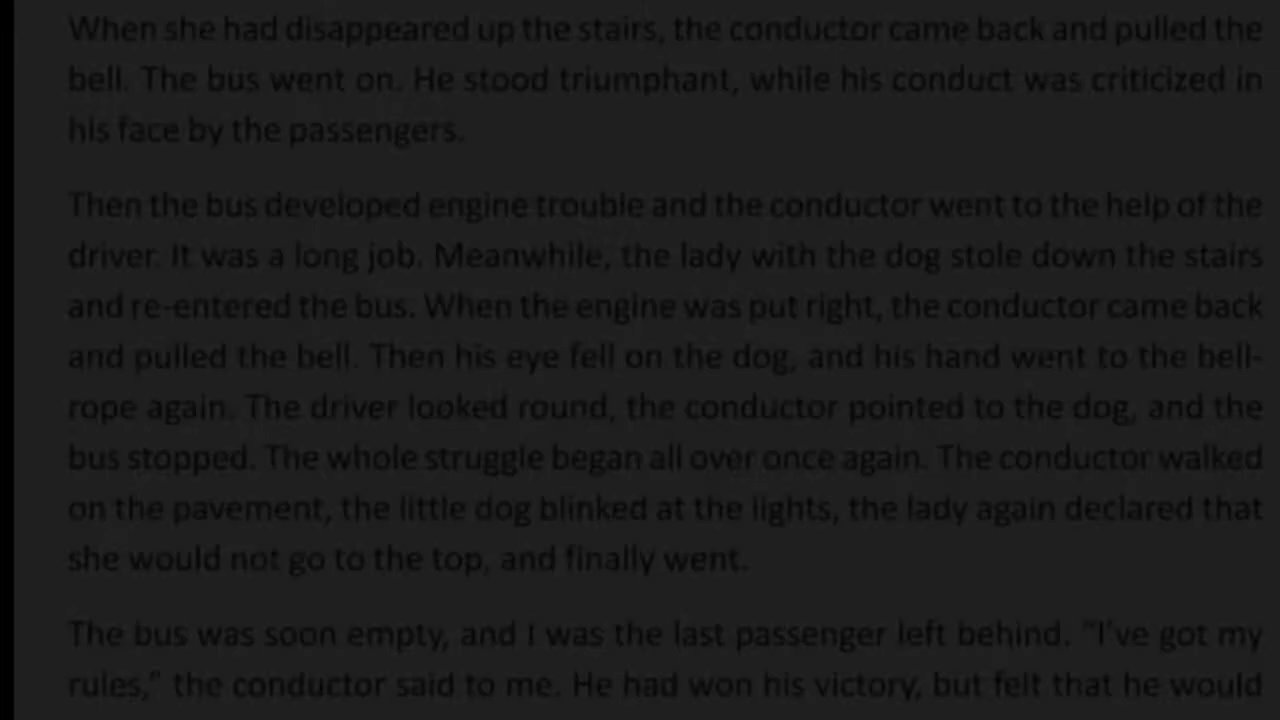 When she had disappeared up the stairs, the conductor came back and pulled the
bell. The bus went on. He stood triumphant, while his conduct was criticized in
his face by the passengers.
Then the bus developed engine trouble and the conductor went to the help of the
driver. It was a long job. Meanwhile, the lady with the dog stole down the stairs
and re-entered the bus. When the engine was put right, the conductor came back
and pulled the bell. Then his eye fell on the dog, and his hand went to the bell-
rope again. The driver looked round, the conductor pointed to the dog, and the
bus stopped. The whole struggle began all over once again. The conductor walked
on the pavement, the little dog blinked at the lights, the lady again declared that
she would not go to the top, and finally went.
The bus was soon empty, and I was the last passenger left behind. "I've got my
rules," the conductor said to me. He had won his victory, but felt that he would